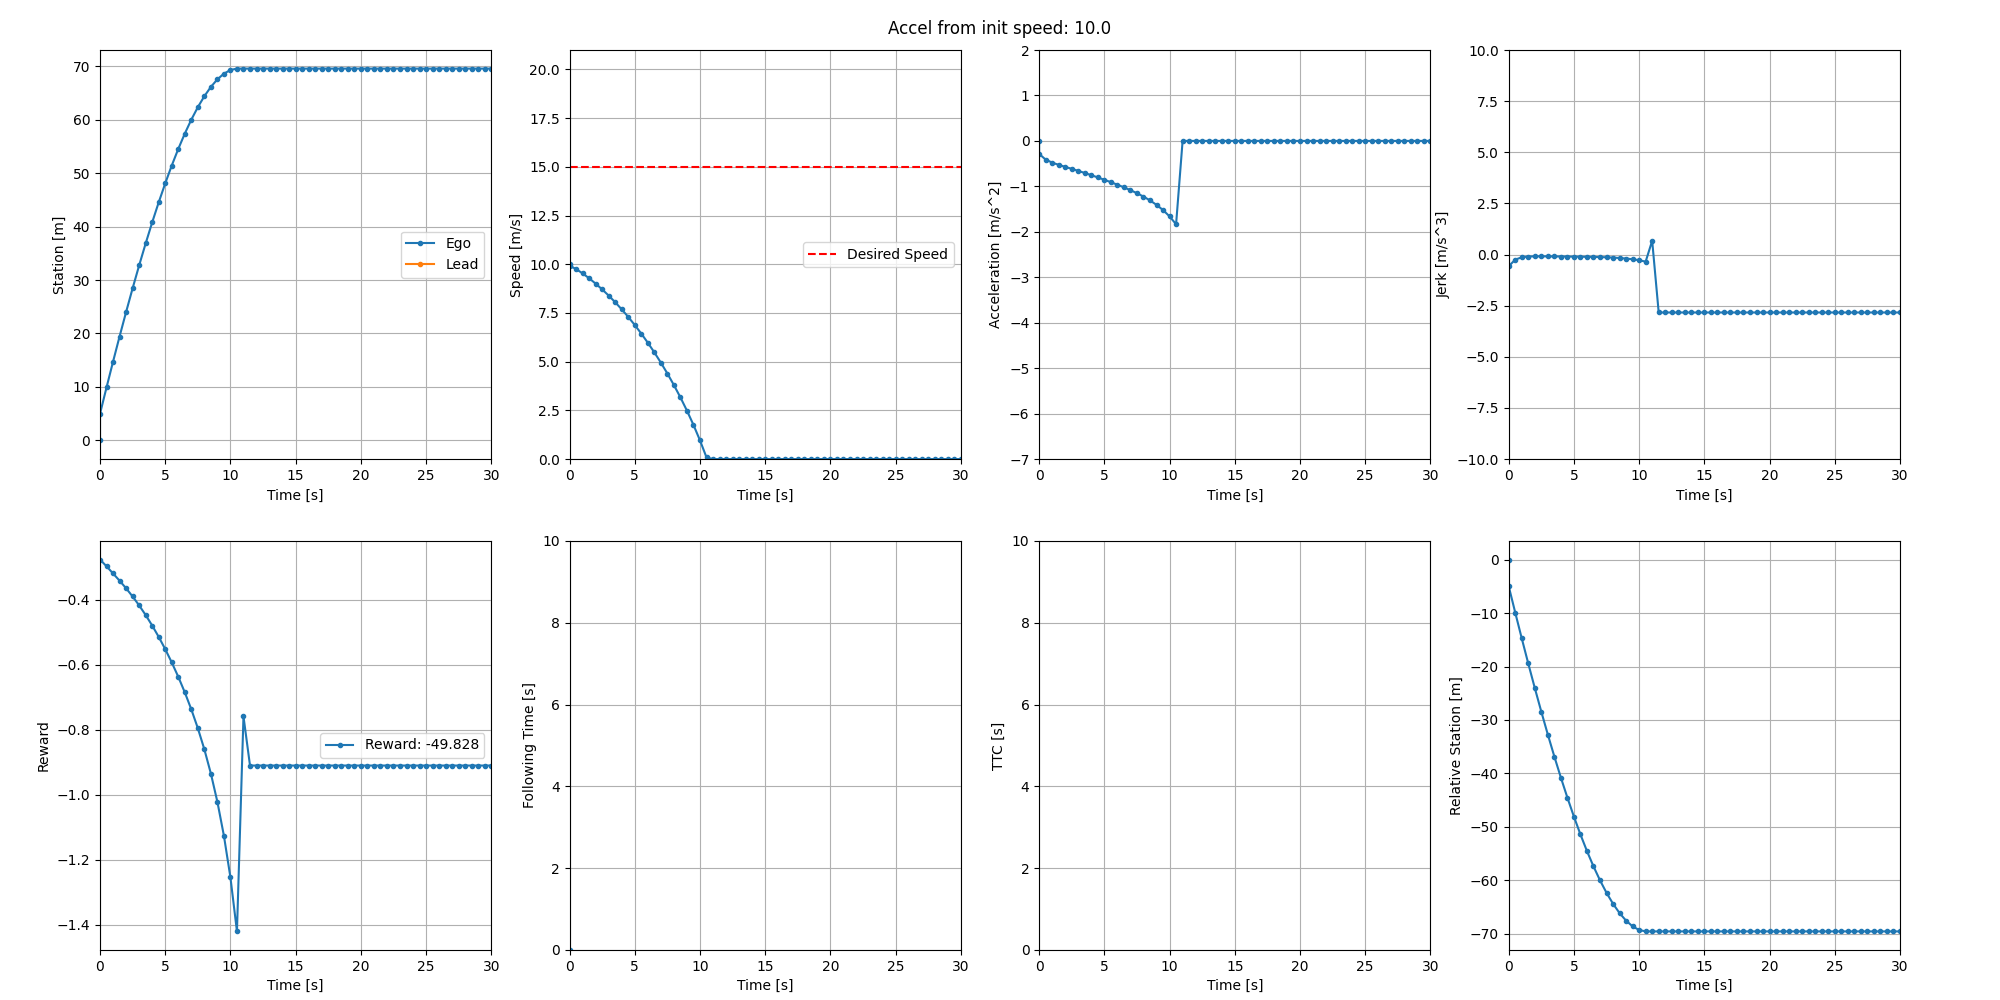 Accel from init speed: 10.0
Station [m]
70
60
50
40
30
20
10
0
Ego
Lead
0 5 10 15 20 25 30
Time [s]
Speed [m/s]
20.0
17.5
15.0
12.5
10.0
7.5
5.0
2.5
0.0
Desired Speed
0 5 10 15 20 25 30
Time [s]
Acceleration [m/s^2]
2
1
0
−1
−2
−3
−4
−5
−6
−7
0 5 10 15 20 25 30
Time [s]
Jerk [m/s^3]
10.0
7.5
5.0
2.5
0.0
−2.5
−5.0
−7.5
−10.0
0 5 10 15 20 25 30
Time [s]
Reward
−0.4
−0.6
−0.8
−1.0
−1.2
−1.4
Reward: -49.828
0 5 10 15 20 25 30
Time [s]
Following Time [s]
10
8
6
4
2
0
0 5 10 15 20 25 30
Time [s]
TTC [s]
10
8
6
4
2
0
0 5 10 15 20 25 30
Time [s]
Relative Station [m]
0
−10
−20
−30
−40
−50
−60
−70
0 5 10 15 20 25 30
Time [s]